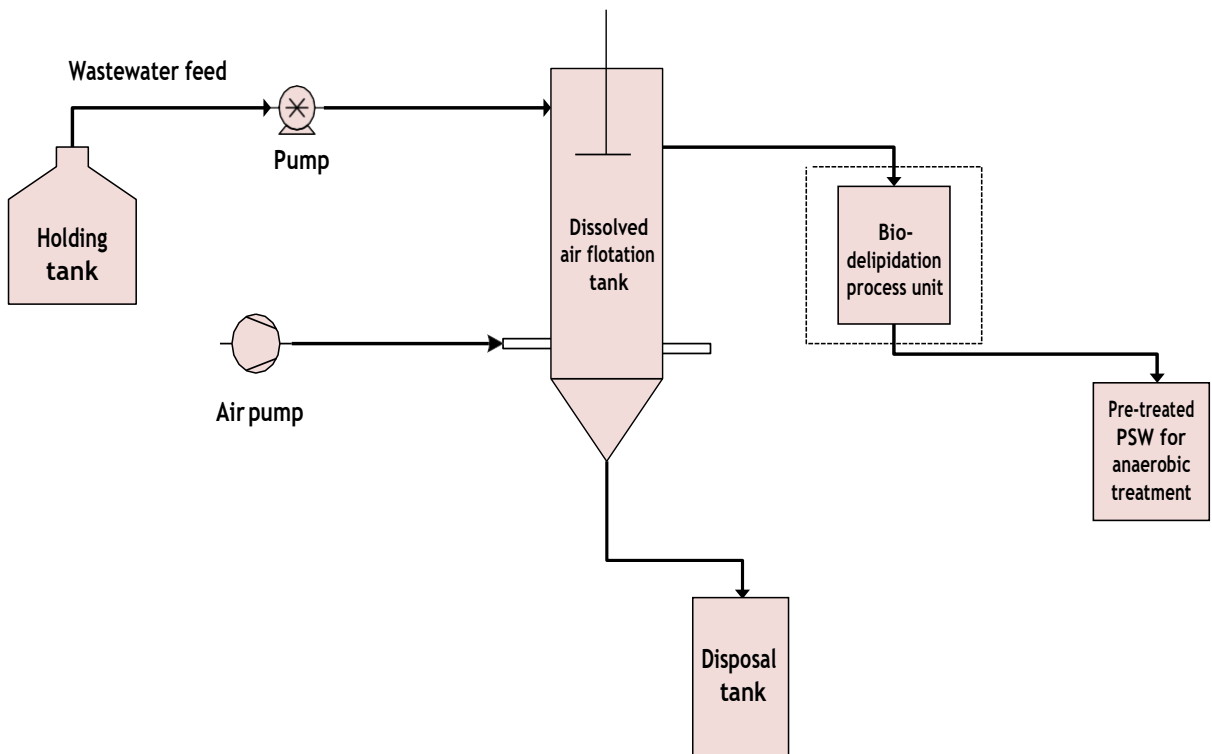 Wastewater feed
Pump
Holding
tank
Dissolved
air flotation
tank
Bio-
delipidation
process unit
Air pump
Pre-treated
PSW for
anaerobic
treatment
Disposal
tank